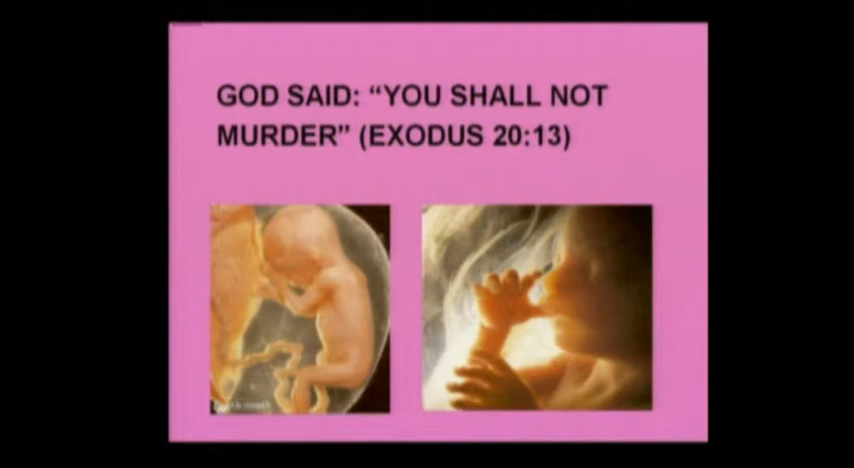 GOD SAID: “YOU SHALL NOT
MURDER” (EXODUS 20:13)